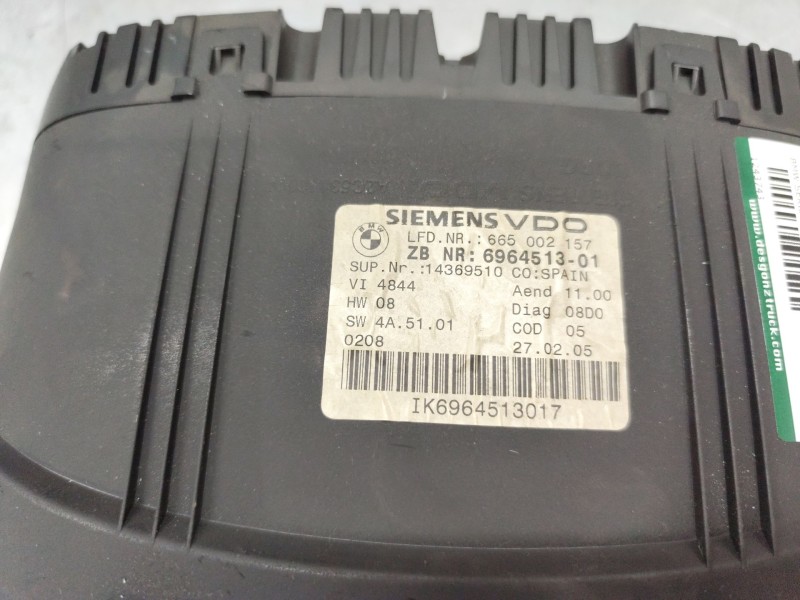 SIEMENS VDO
BMW
LFD.NR.:665 002 157
ZB NR: 6964513-01
SUP.Nr.:14369510 CO:SPAIN
VI 4844 Aend 11.00
HW 08 Diag 08D0
SW 4A.51.01 COD 05
0208 27.02.05
IK6964513017
www.desgonztruck.com